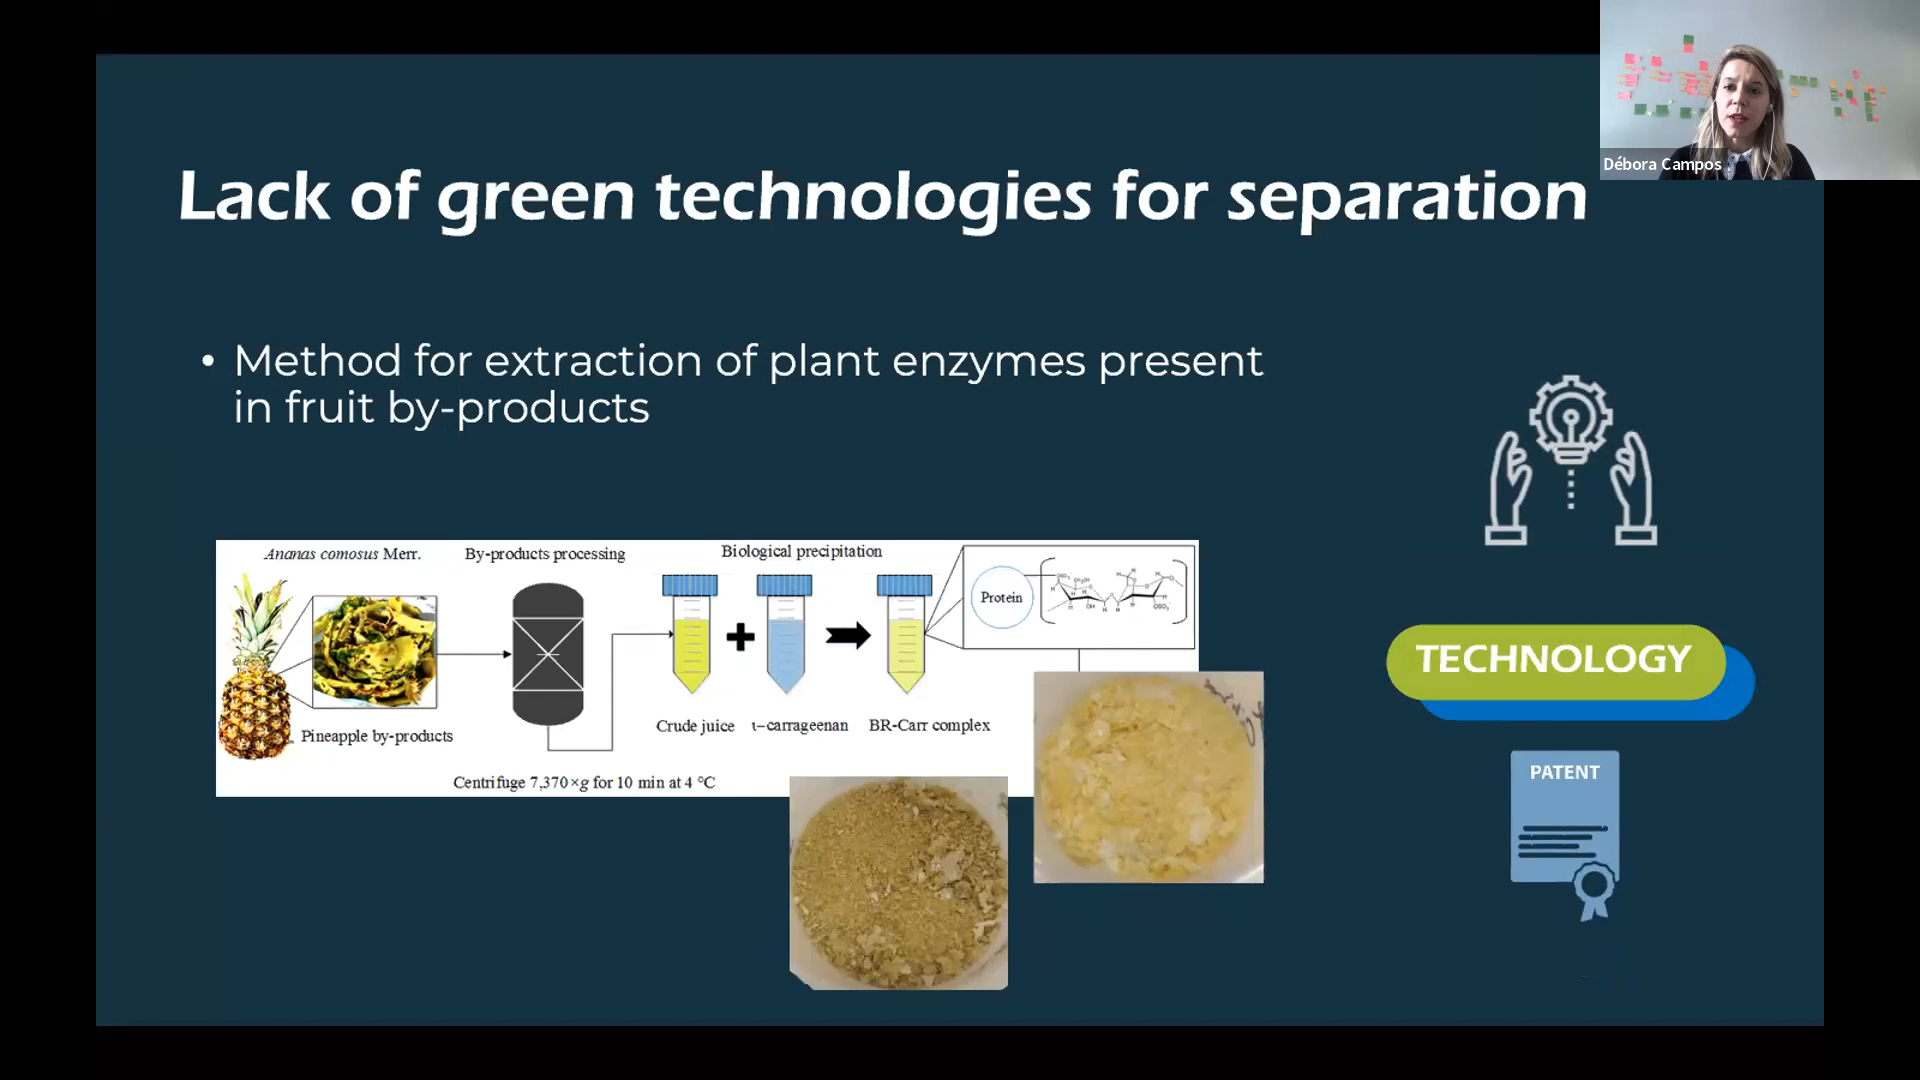 Débora Campos
Lack of green technologies for separation
• Method for extraction of plant enzymes present
in fruit by-products
Ananas comosus Merr.
By-products processing
Biological precipitation
Protein
Pineapple by-products
Crude juice
ι–carrageenan
BR-Carr complex
Centrifuge 7,370×g for 10 min at 4 °C
TECHNOLOGY
PATENT